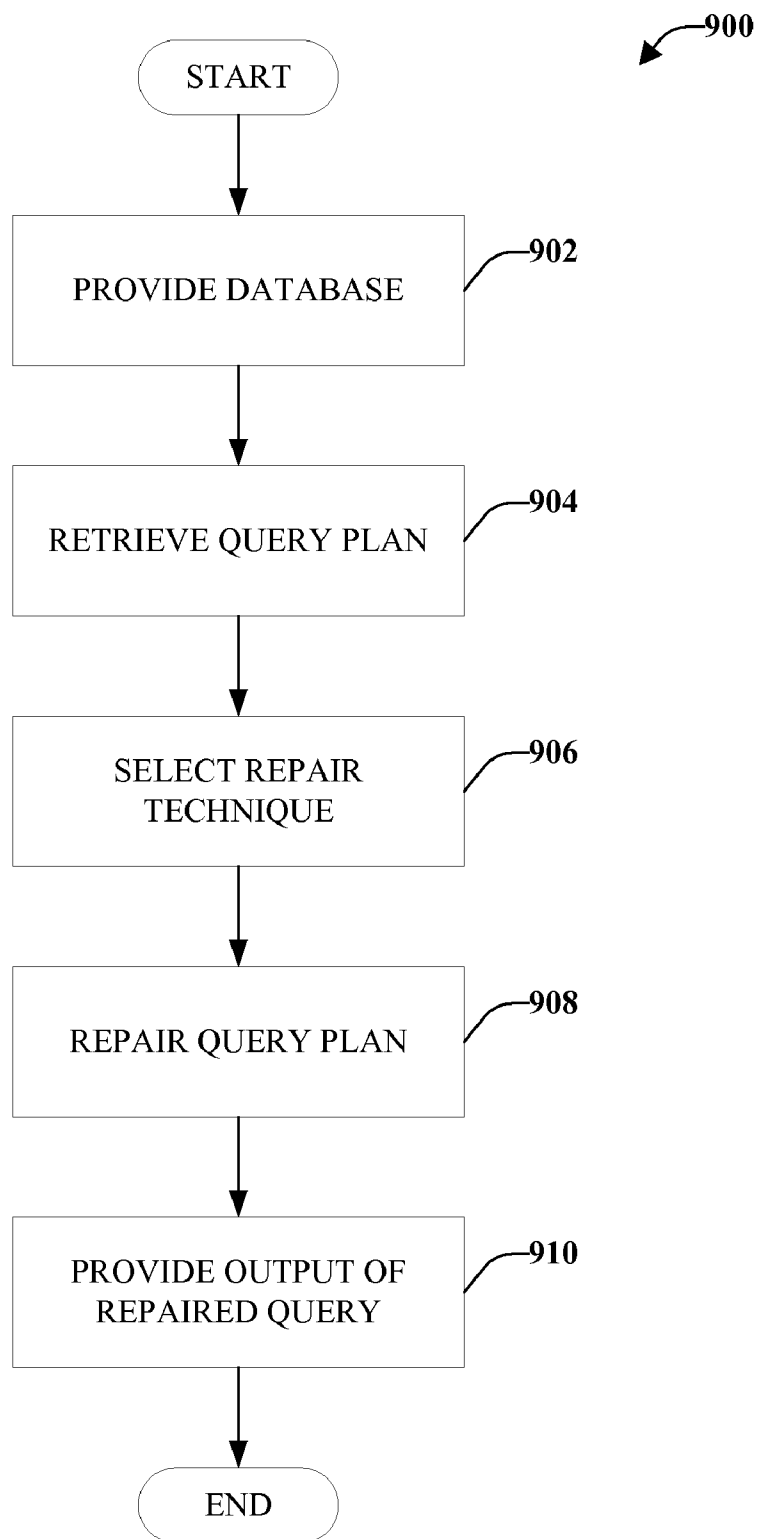 900
START
PROVIDE DATABASE
902
RETRIEVE QUERY PLAN
904
SELECT REPAIR
TECHNIQUE
906
REPAIR QUERY PLAN
908
PROVIDE OUTPUT OF
REPAIRED QUERY
910
END